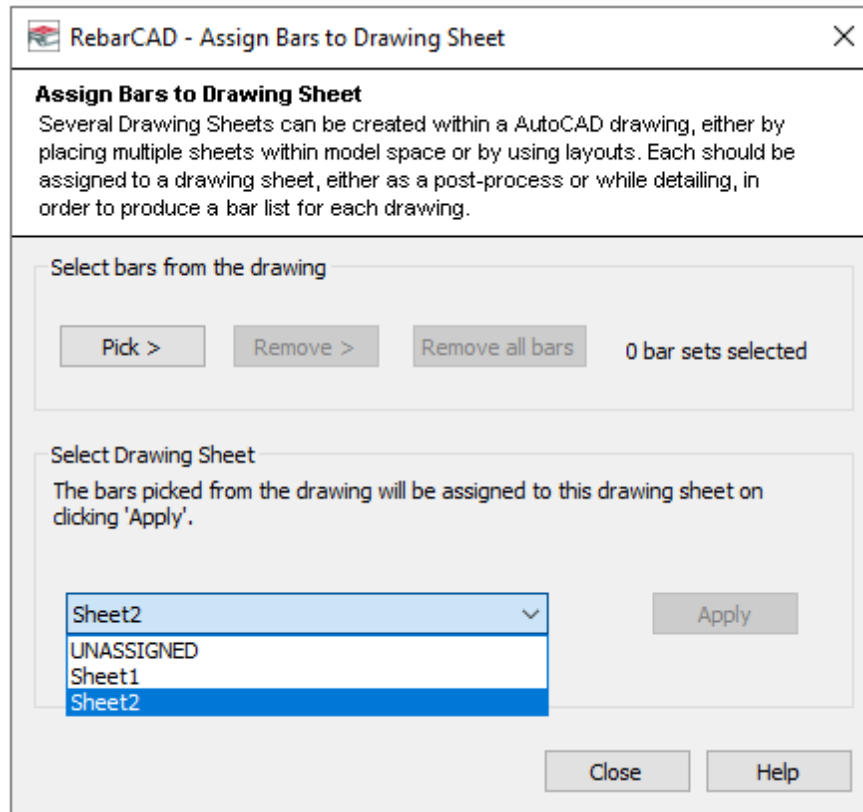 RebarCAD - Assign Bars to Drawing Sheet
Assign Bars to Drawing Sheet
Several Drawing Sheets can be created within a AutoCAD drawing, either by
placing multiple sheets within model space or by using layouts. Each should be
assigned to a drawing sheet, either as a post-process or while detailing, in
order to produce a bar list for each drawing.
Select bars from the drawing
Pick > Remove > Remove all bars 0 bar sets selected
Select Drawing Sheet
The bars picked from the drawing will be assigned to this drawing sheet on
clicking 'Apply'.
Sheet2 Apply
UNASSIGNED
Sheet1
Sheet2
Close Help